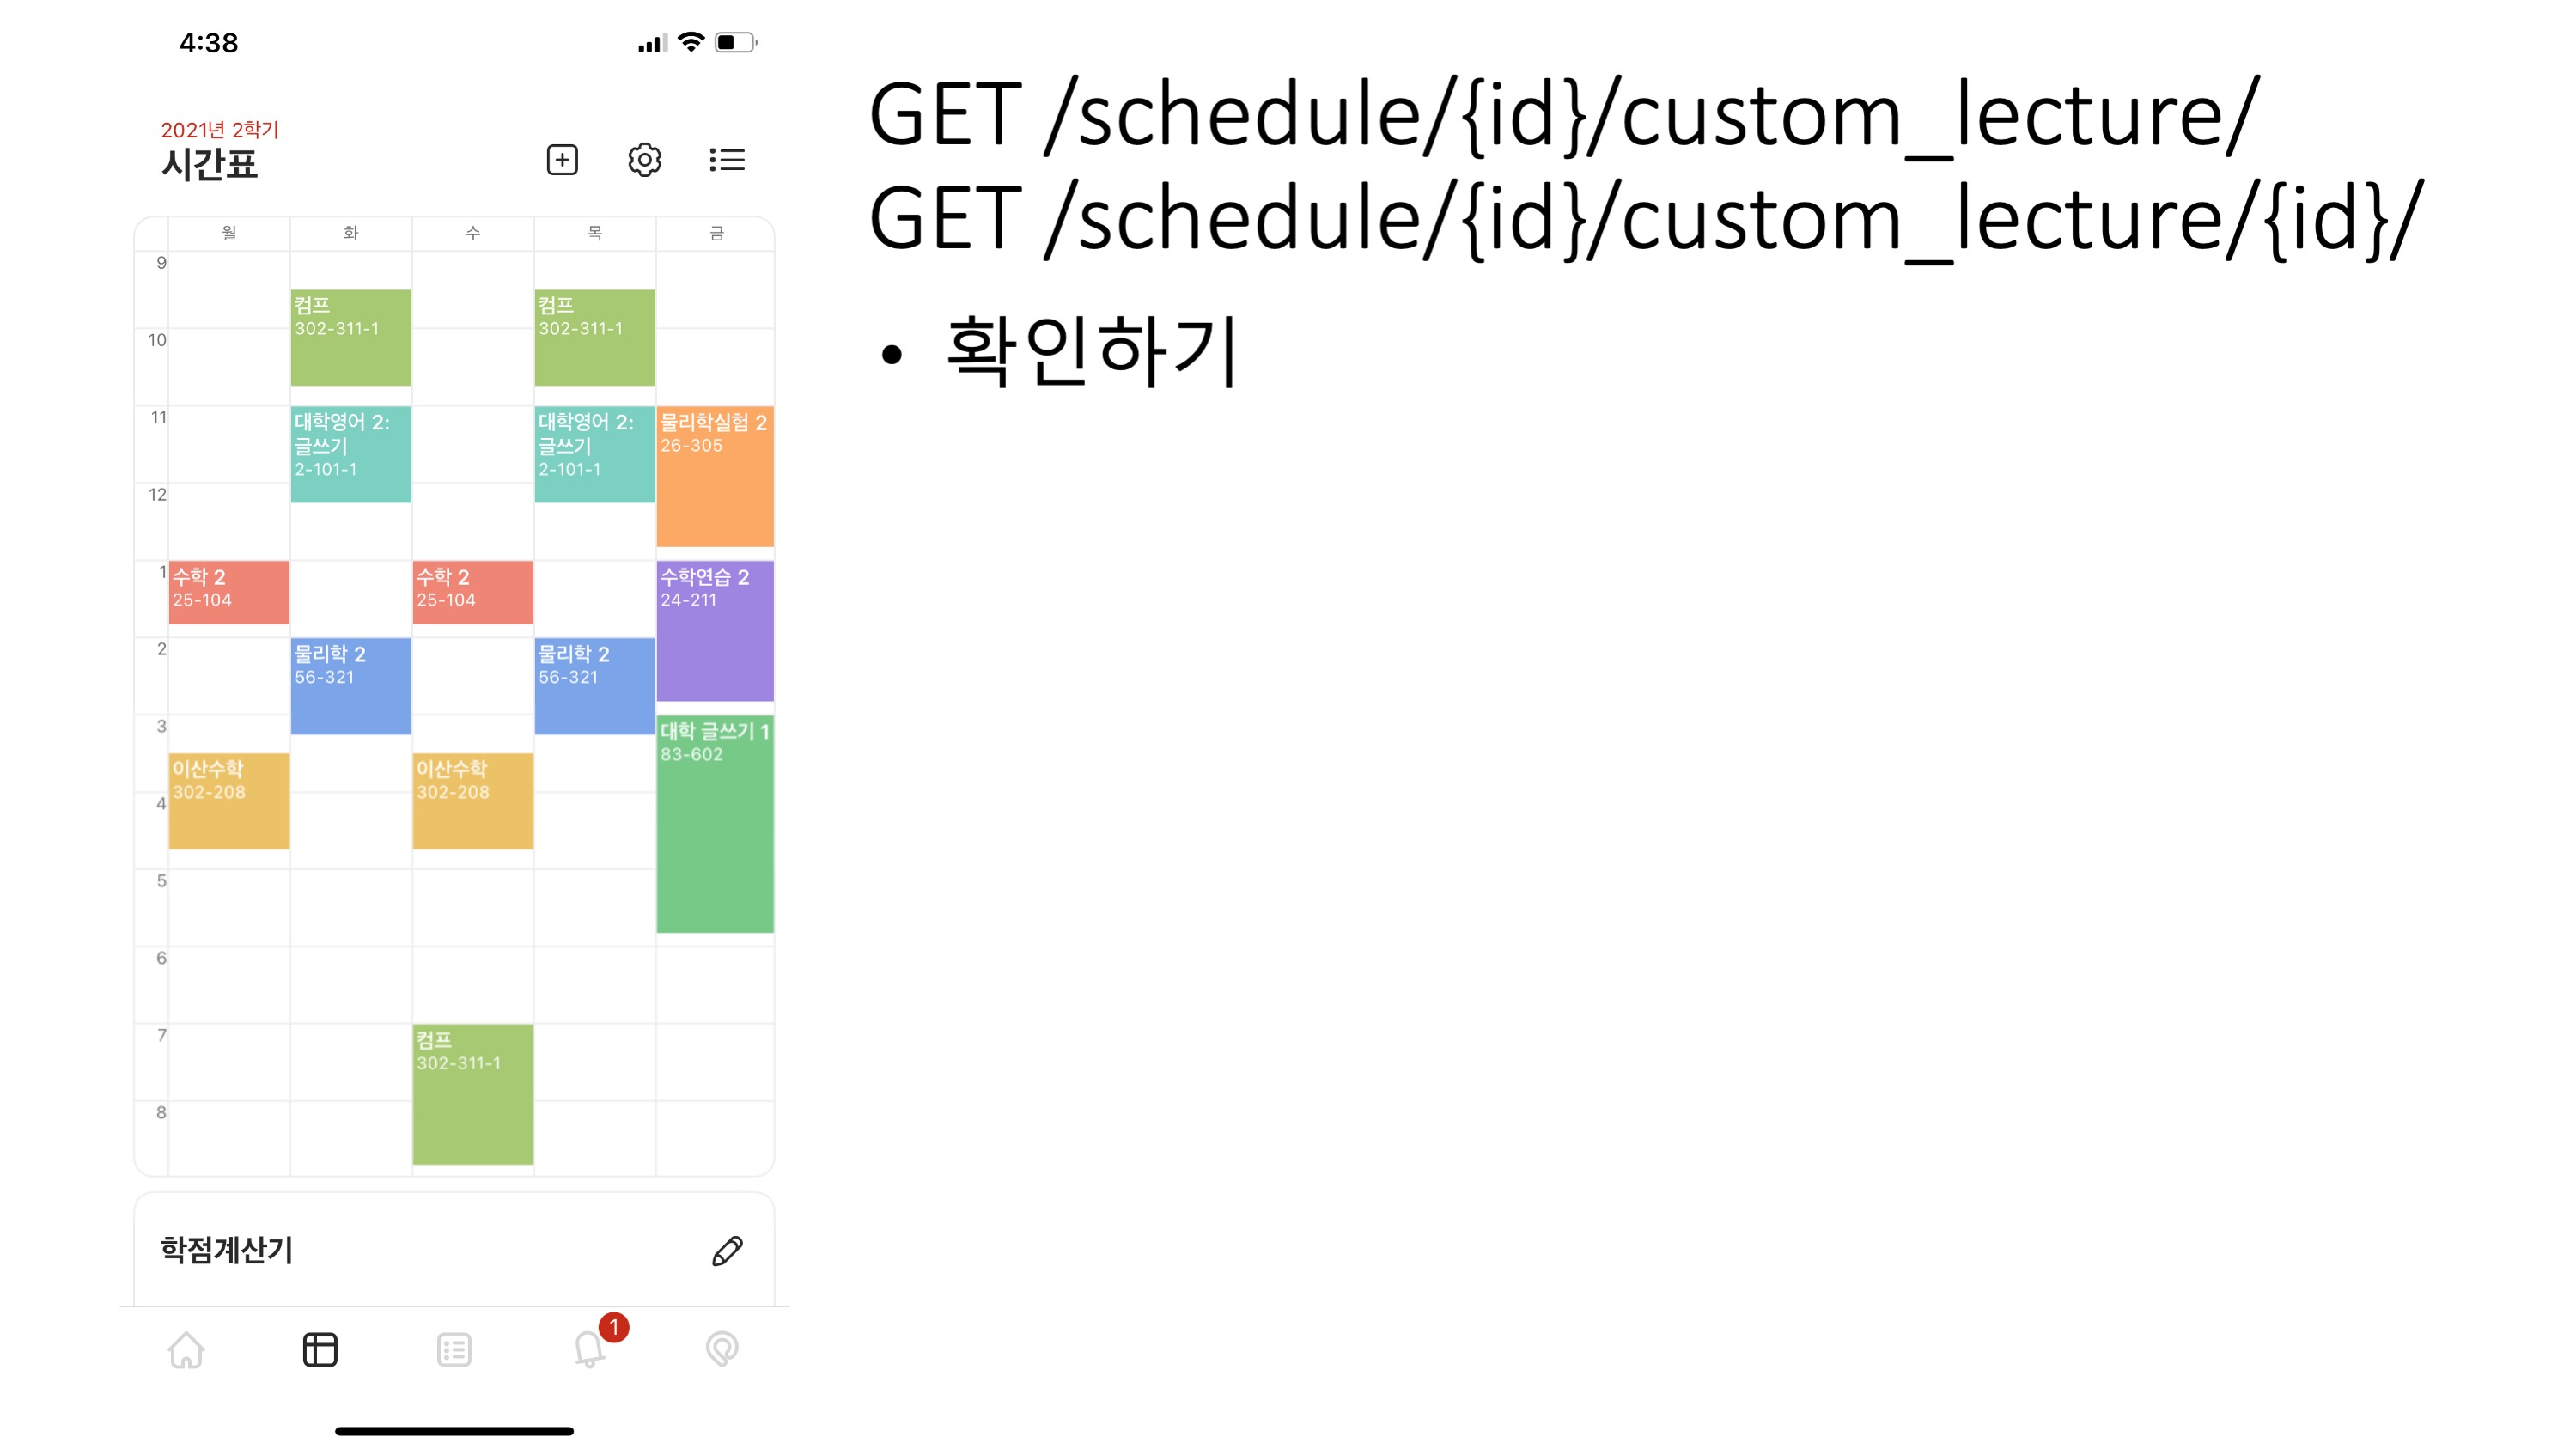 4:38
2021년 2학기
시간표
월 화 수 목 금
9
컴프
302-311-1
컴프
302-311-1
10
11
대학영어 2:
글쓰기
2-101-1
대학영어 2:
글쓰기
2-101-1
물리학실험 2
26-305
12
1
수학 2
25-104
수학 2
25-104
수학연습 2
24-211
2
물리학 2
56-321
물리학 2
56-321
3
대학 글쓰기 1
83-602
이산수학
302-208
이산수학
302-208
4
5
6
7
컴프
302-311-1
8
학점계산기
1
GET /schedule/{id}/custom_lecture/
GET /schedule/{id}/custom_lecture/{id}/
• 확인하기